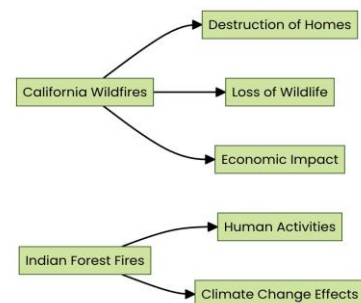 Destruction of Homes
California Wildfires
Loss of Wildlife
Economic Impact
Human Activities
Indian Forest Fires
Climate Change Effects